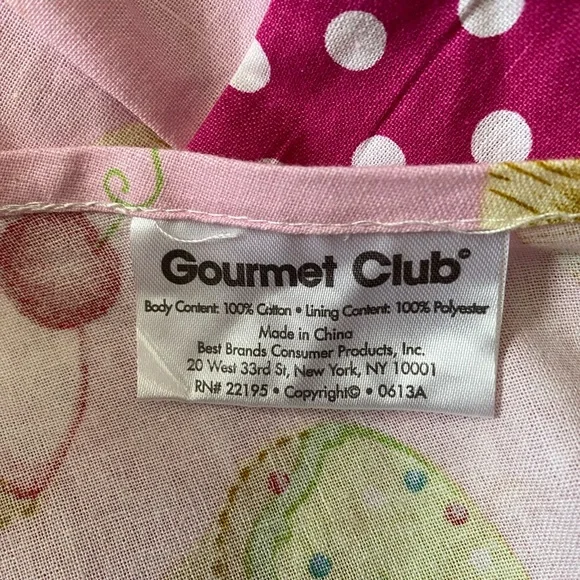 Gourmet Club©
Body Content: 100% Cotton • Lining Content: 100% Polyester
Made in China
Best Brands Consumer Products, Inc.
20 West 33rd St, New York, NY 10001
RN# 22195 • Copyright© • 0613A